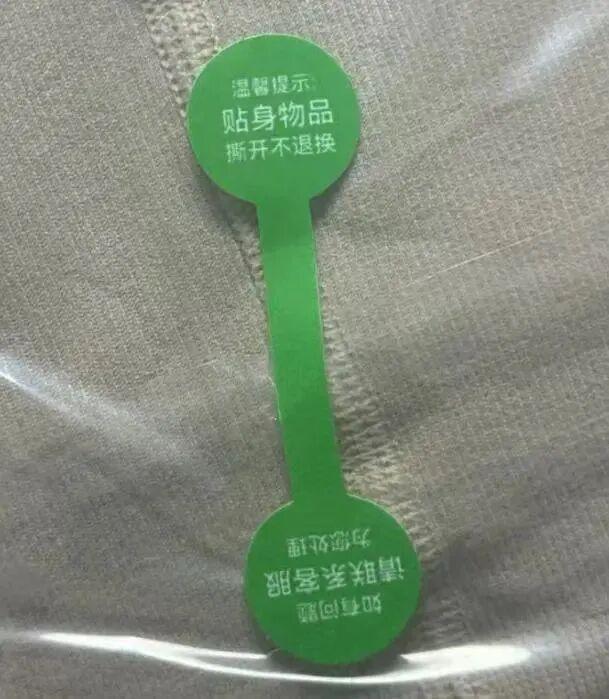 温馨提示:
贴身物品
撕开不退换
如有问题
请联系客服
为您处理